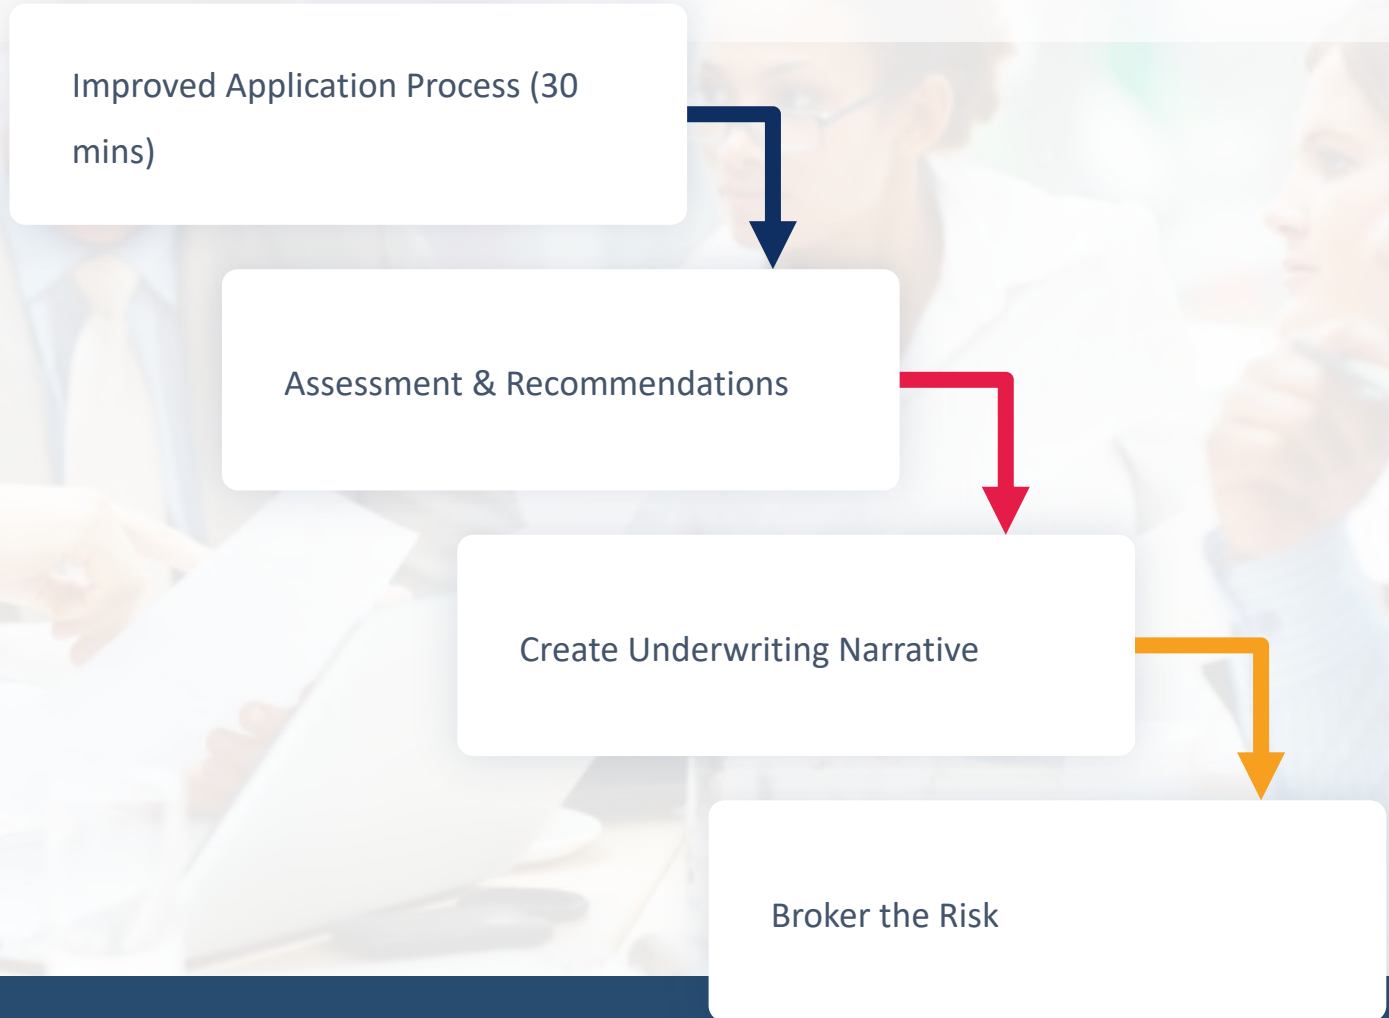 Improved Application Process (30
mins)
Assessment & Recommendations
Create Underwriting Narrative
Broker the Risk